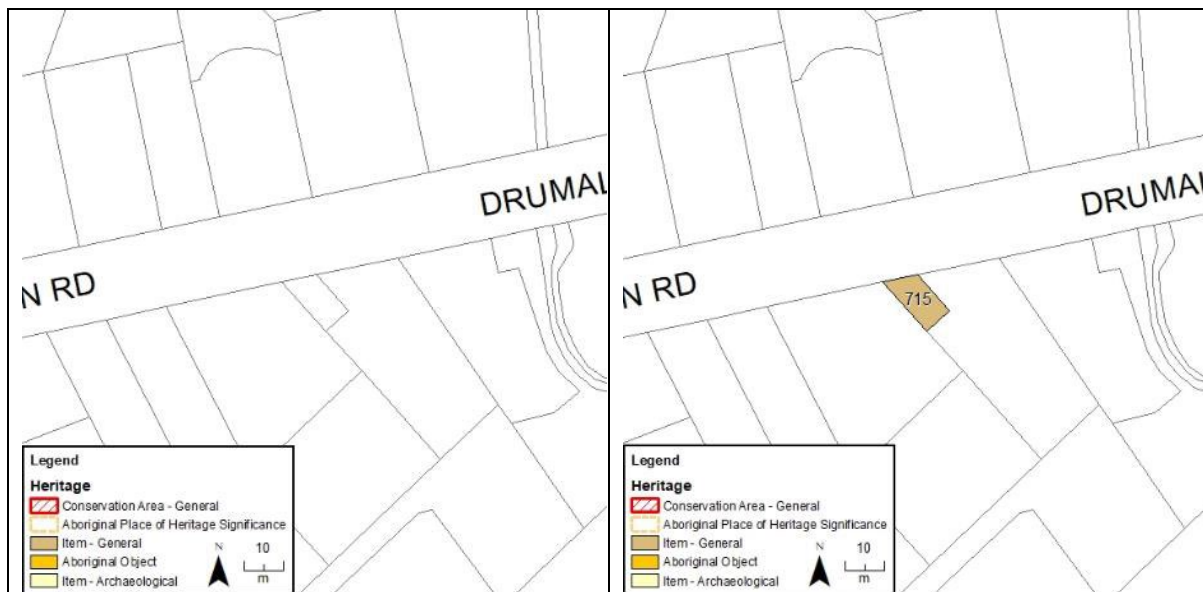 DRUMAL
N RD
Legend
Heritage
Conservation Area - General
Aboriginal Place of Heritage Significance
Item - General
Aboriginal Object
Item - Archaeological
N
10
m
DRUMAL
N RD
715
Legend
Heritage
Conservation Area - General
Aboriginal Place of Heritage Significance
Item - General
Aboriginal Object
Item - Archaeological
N
10
m